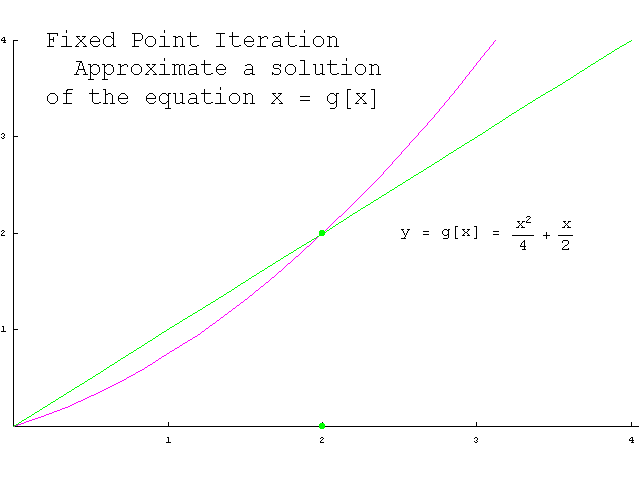 Fixed Point Iteration
Approximate a solution
of the equation x = g[x]
y = g[x] = x²/4 + x/2
4
3
2
1
1 2 3 4